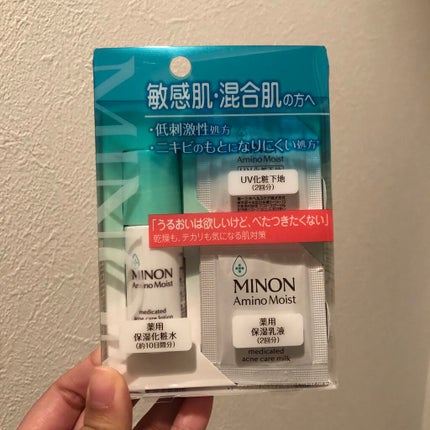 敏感肌・混合肌の方へ
・低刺激性処方
・ニキビのもとになりにくい処方
MINON
Amino Moist
UV化粧下地
(2回分)
「うるおいは欲しいけど、べたつきたくない」
乾燥も、テカリも気になる肌対策
MINON
Amino Moist
medicated
acne care lotion
薬用
保湿化粧水
(約10日間分)
MINON
Amino Moist
薬用
保湿乳液
(2回分)
medicated
acne care milk